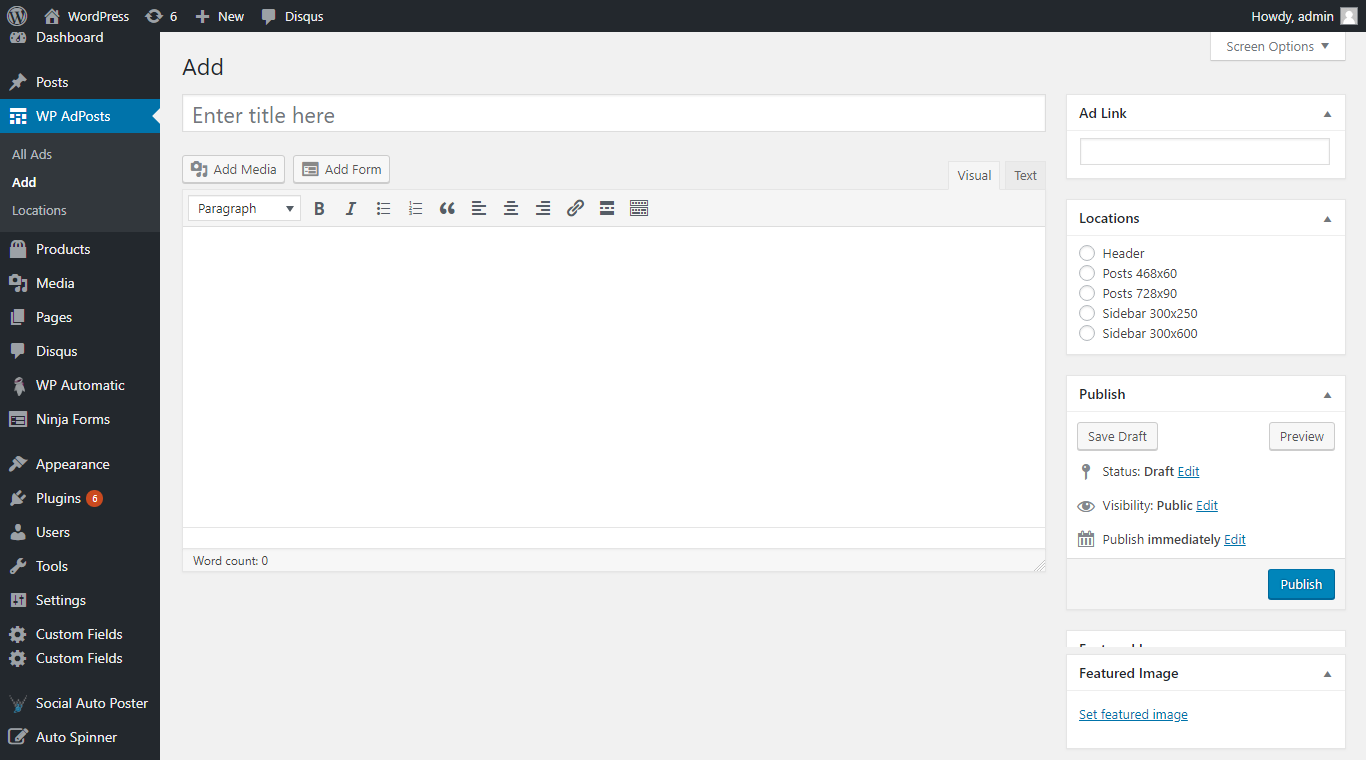 WordPress 6 New Disqus Howdy, admin
Dashboard
Posts
WP AdPosts
All Ads
Add
Locations
Products
Media
Pages
Disqus
WP Automatic
Ninja Forms
Appearance
Plugins 6
Users
Tools
Settings
Custom Fields
Custom Fields
Social Auto Poster
Auto Spinner
Screen Options
Add
Enter title here
Add Media Add Form
Visual Text
Paragraph B I
Word count: 0
Ad Link
Locations
Header
Posts 468x60
Posts 728x90
Sidebar 300x250
Sidebar 300x600
Publish
Save Draft Preview
Status: Draft Edit
Visibility: Public Edit
Publish immediately Edit
Publish
Featured Image
Set featured image